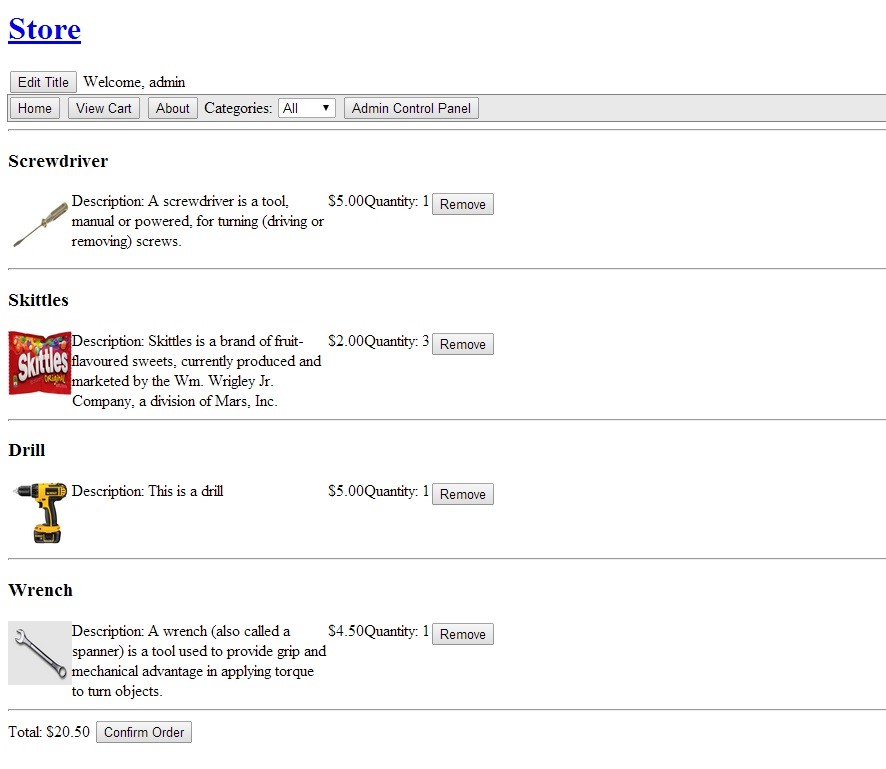 Store
Edit Title Welcome, admin
Home View Cart About Categories: All Admin Control Panel
Screwdriver
Description: A screwdriver is a tool, $5.00Quantity: 1 Remove
manual or powered, for turning (driving or
removing) screws.
Skittles
Skittles
ORIGINAL
Description: Skittles is a brand of fruit- $2.00Quantity: 3 Remove
flavoured sweets, currently produced and
marketed by the Wm. Wrigley Jr.
Company, a division of Mars, Inc.
Drill
Description: This is a drill $5.00Quantity: 1 Remove
Wrench
Description: A wrench (also called a $4.50Quantity: 1 Remove
spanner) is a tool used to provide grip and
mechanical advantage in applying torque
to turn objects.
Total: $20.50 Confirm Order